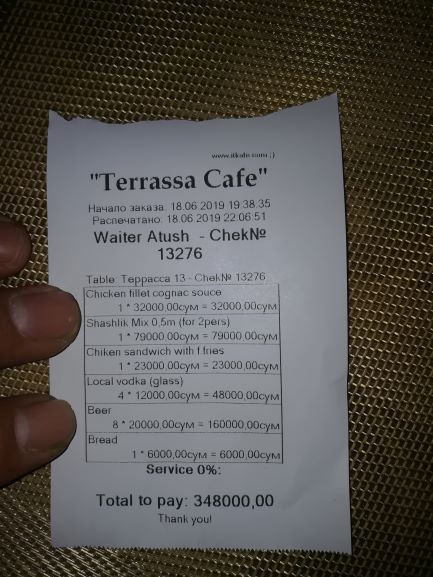 www.itkafe.com ;)
"Terrassa Cafe"
Начало заказа: 18.06.2019 19:38:35
Распечатано: 18.06.2019 22:06:51
Waiter Atush - Chek№
13276
Table: Терраcса 13 - Chek№ 13276
Chicken fillet cognac souce
1 * 32000,00сум = 32000,00сум
Shashlik Mix 0,5m (for 2pers)
1 * 79000,00сум = 79000,00сум
Chiken sandwich with f.fries
1 * 23000,00сум = 23000,00сум
Local vodka (glass)
4 * 12000,00сум = 48000,00сум
Beer
8 * 20000,00сум = 160000,00сум
Bread
1 * 6000,00сум = 6000,00сум
Service 0%:
Total to pay: 348000,00
Thank you!